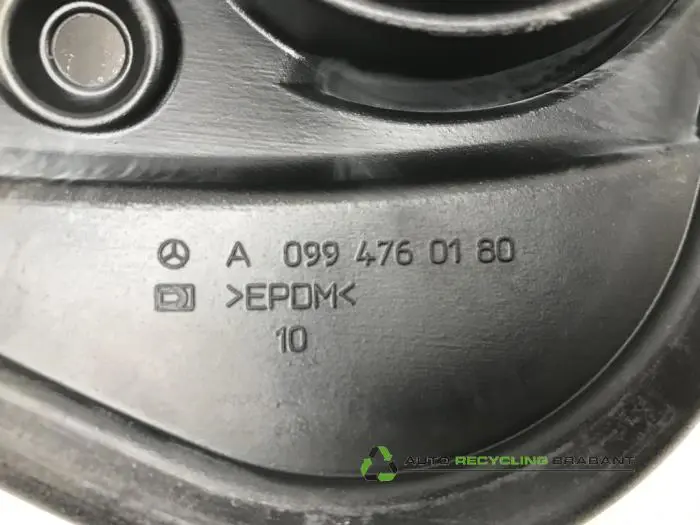 A 099 476 01 80
>EPDM<
10
AUTO RECYCLING BRABANT